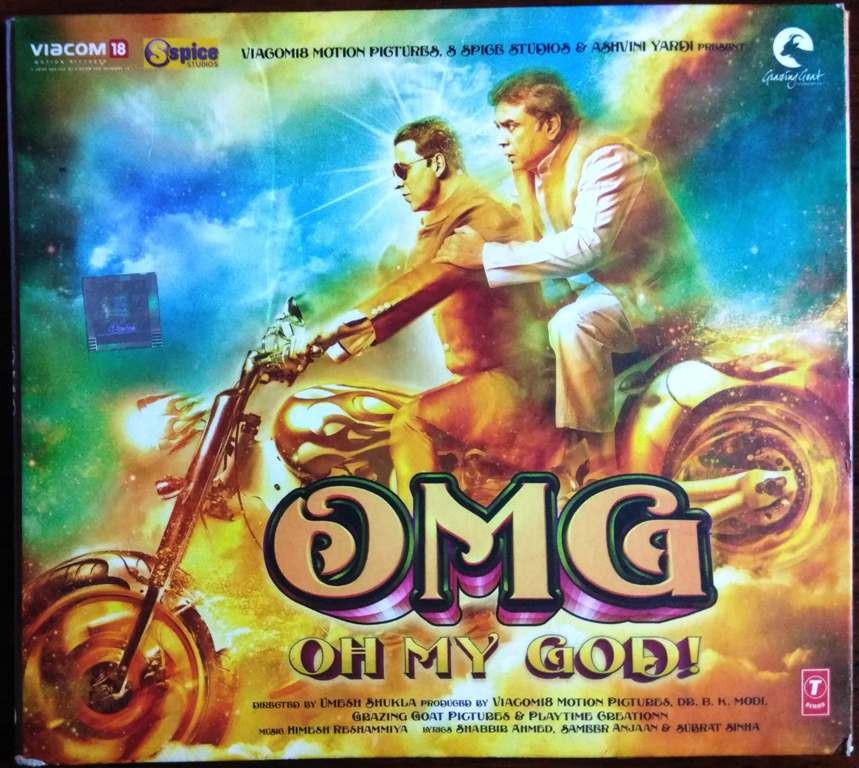 VIACOM 18
MOTION PICTURES
Sspice
STUDIOS
VIACOM18 MOTION PICTURES, S SPICE STUDIOS & ASHVINI YARDI PRESENT
Grazing Goat
OMG
OH MY GOD!
DIRECTED BY UMESH SHUKLA PRODUCED BY VIACOM18 MOTION PICTURES, DR. B. K. MODI,
GRAZING GOAT PICTURES & PLAYTIME CREATIONN
MUSIC HIMESH RESHAMMIYA LYRICS SHABBIR AHMED, SAMEER ANJAAN & SUBRAT SINHA
T
SERIES